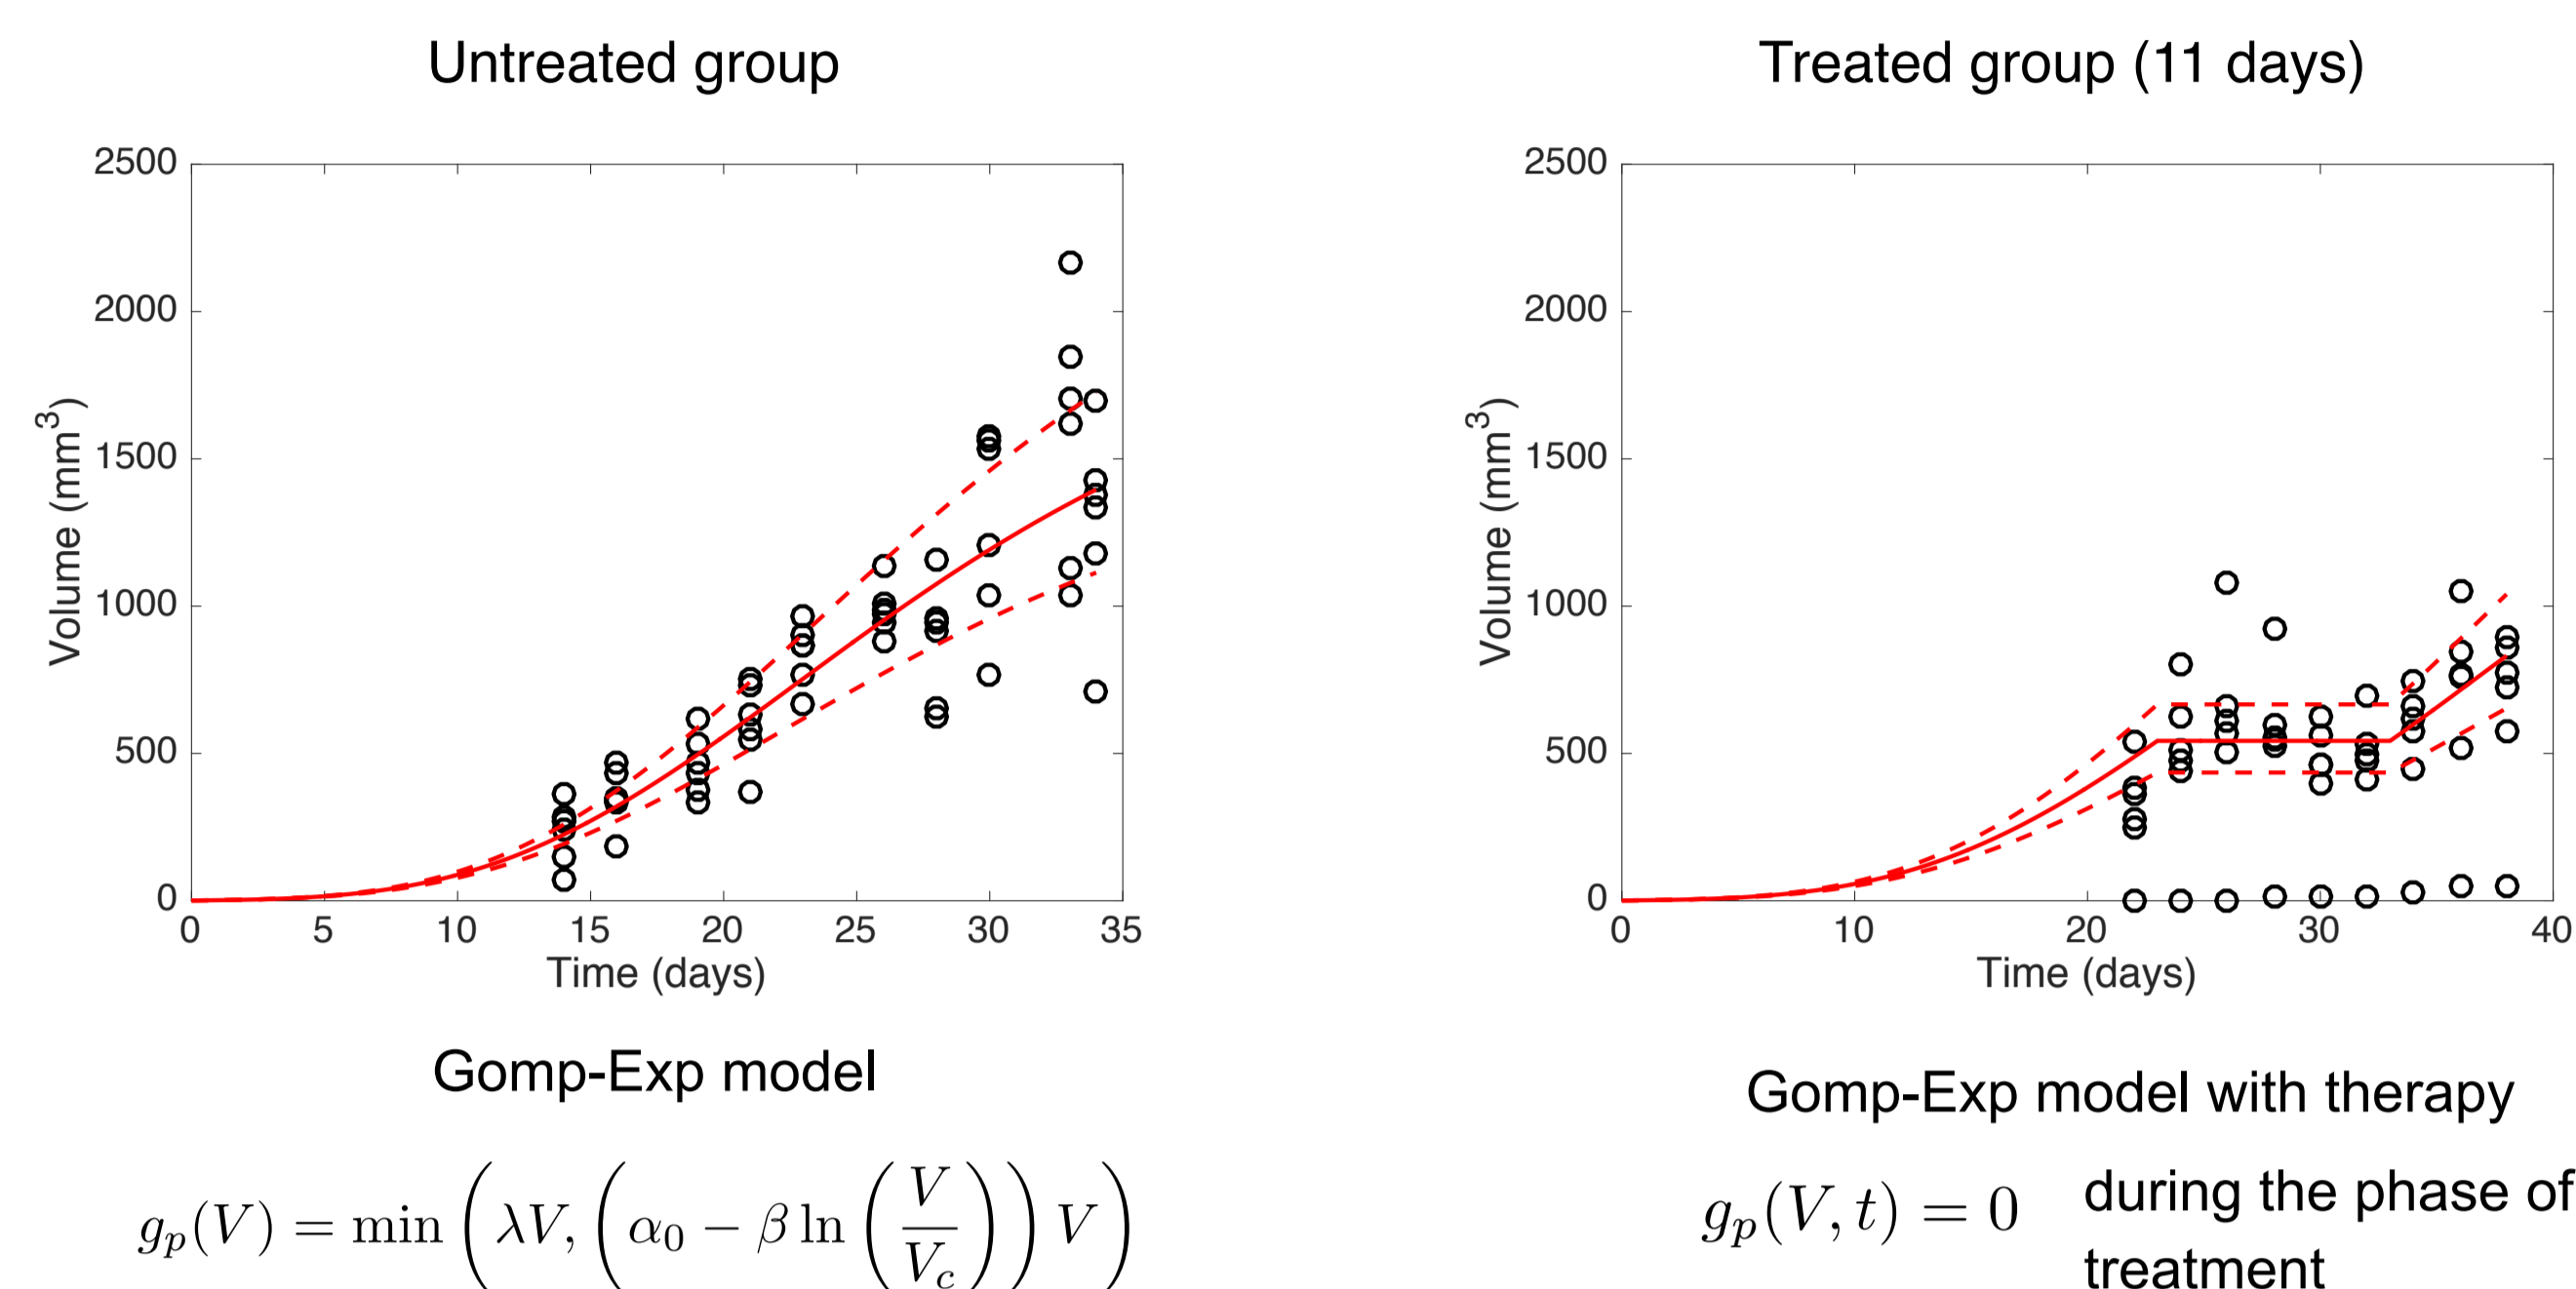 Untreated group
Treated group (11 days)
2500
2000
1500
1000
500
0
Volume (mm³)
0 5 10 15 20 25 30 35
Time (days)
2500
2000
1500
1000
500
0
Volume (mm³)
0 10 20 30 40
Time (days)
Gomp-Exp model
Gomp-Exp model with therapy
g_p(V) = min(λV, (α₀ − β ln(V/V_c)) V)
g_p(V, t) = 0
during the phase of
treatment